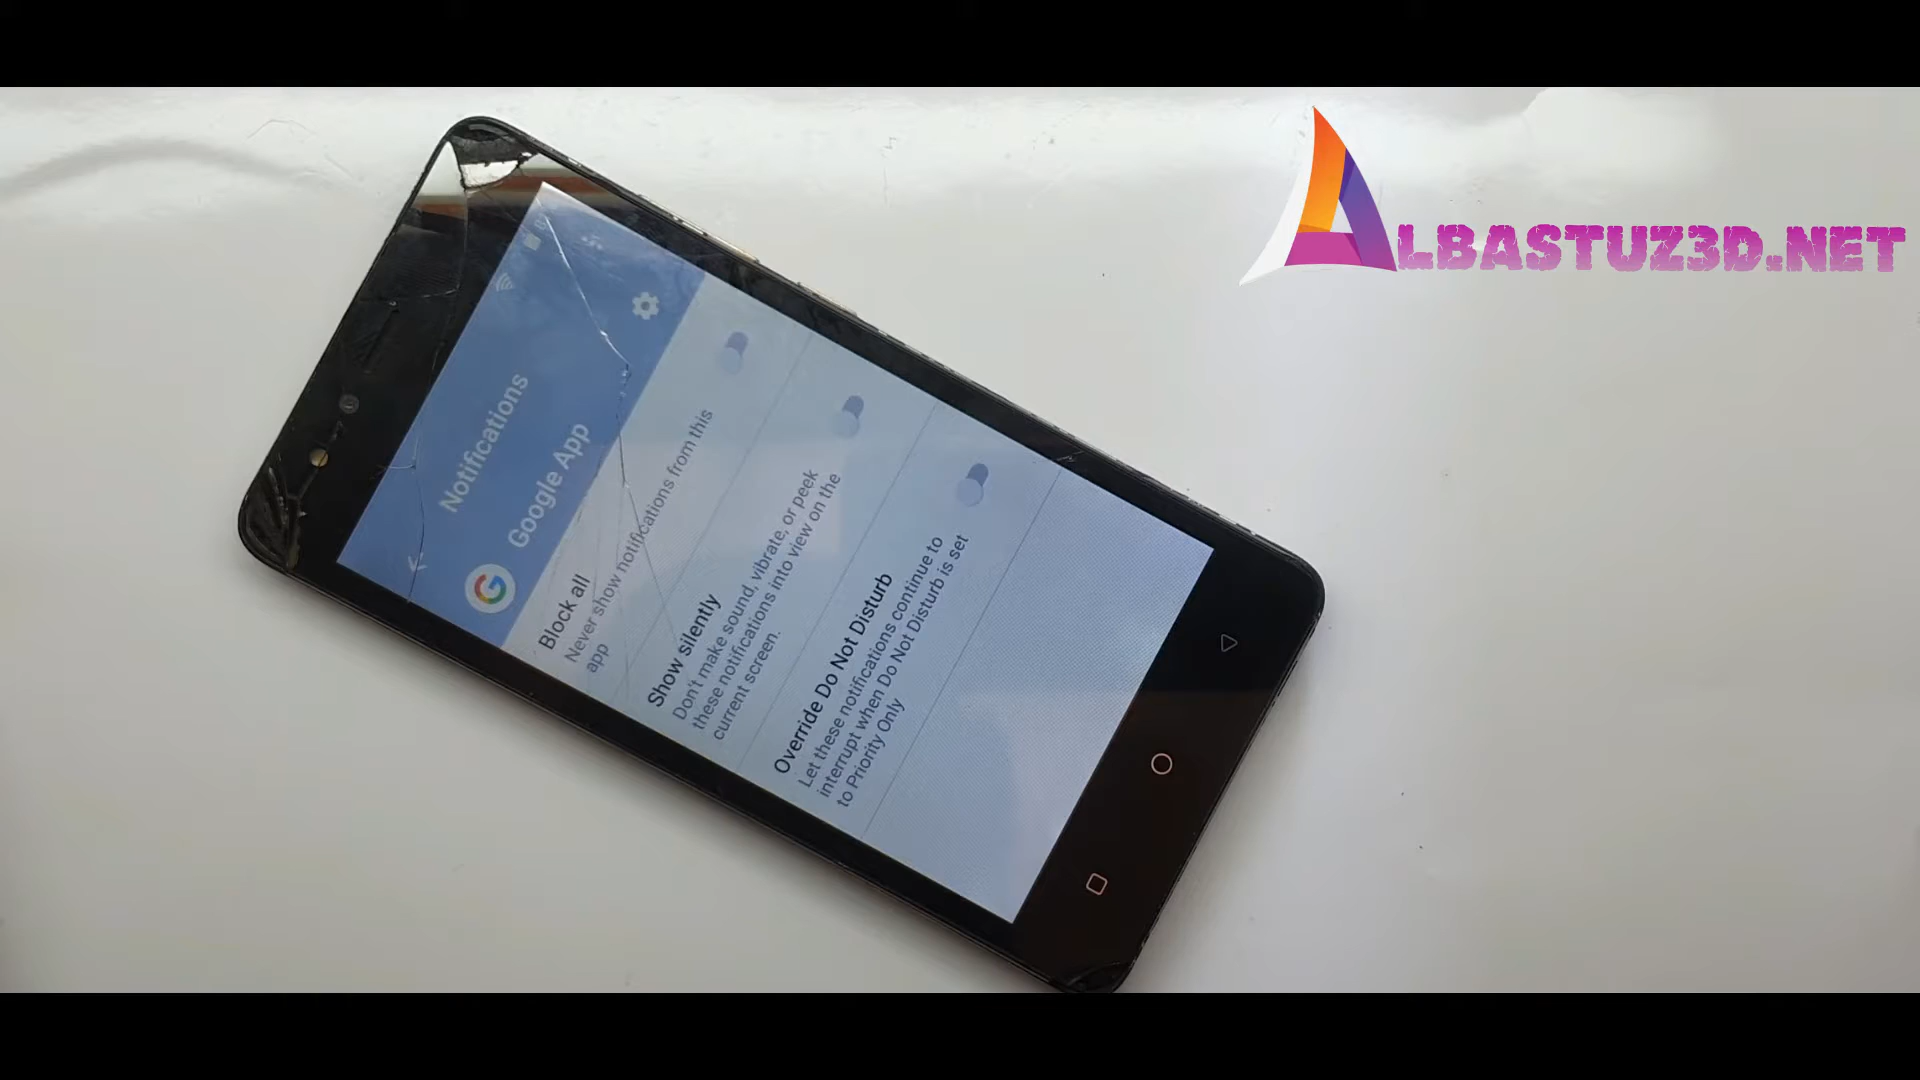 ALBASTUZ3D.NET
Notifications
Google App
Block all
Never show notifications from this
app
Show silently
Don't make sound, vibrate, or peek
these notifications into view on the
current screen.
Override Do Not Disturb
Let these notifications continue to
interrupt when Do Not Disturb is set
to Priority Only